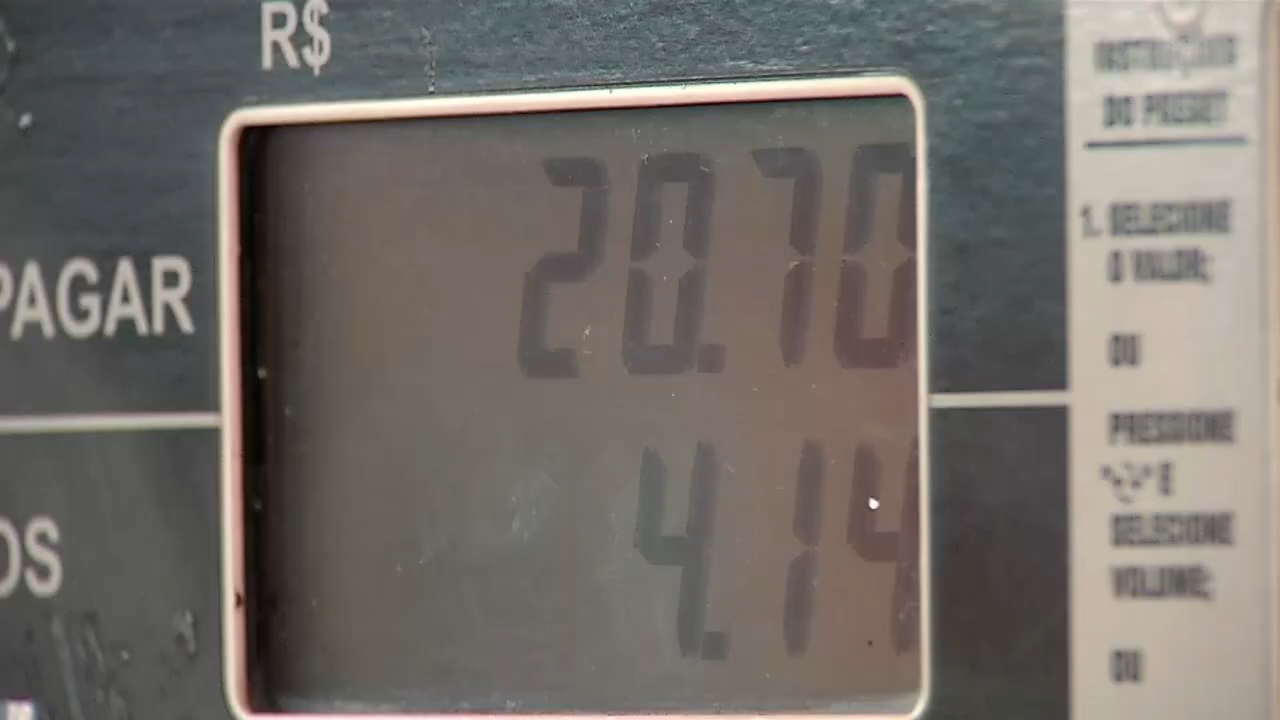 R$
PAGAR
20.70
OS
4.14
INSTRUÇÕES
DO PRESET
1. SELECIONE
O VALOR;
OU
PRESSIONE
E
SELECIONE
VOLUME;
OU